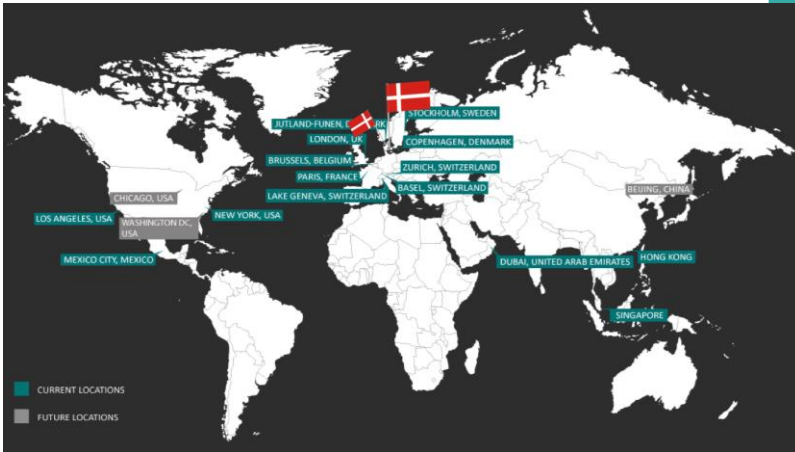 STOCKHOLM, SWEDEN
JUTLAND-FUNEN, D RK
LONDON, UK
COPENHAGEN, DENMARK
BRUSSELS, BELGIUM
ZURICH, SWITZERLAND
PARIS, FRANCE
BASEL, SWITZERLAND
BEIJING, CHINA
LAKE GENEVA, SWITZERLAND
CHICAGO, USA
LOS ANGELES, USA
NEW YORK, USA
WASHINGTON DC,
USA
MEXICO CITY, MEXICO
DUBAI, UNITED ARAB EMIRATES
HONG KONG
SINGAPORE
CURRENT LOCATIONS
FUTURE LOCATIONS